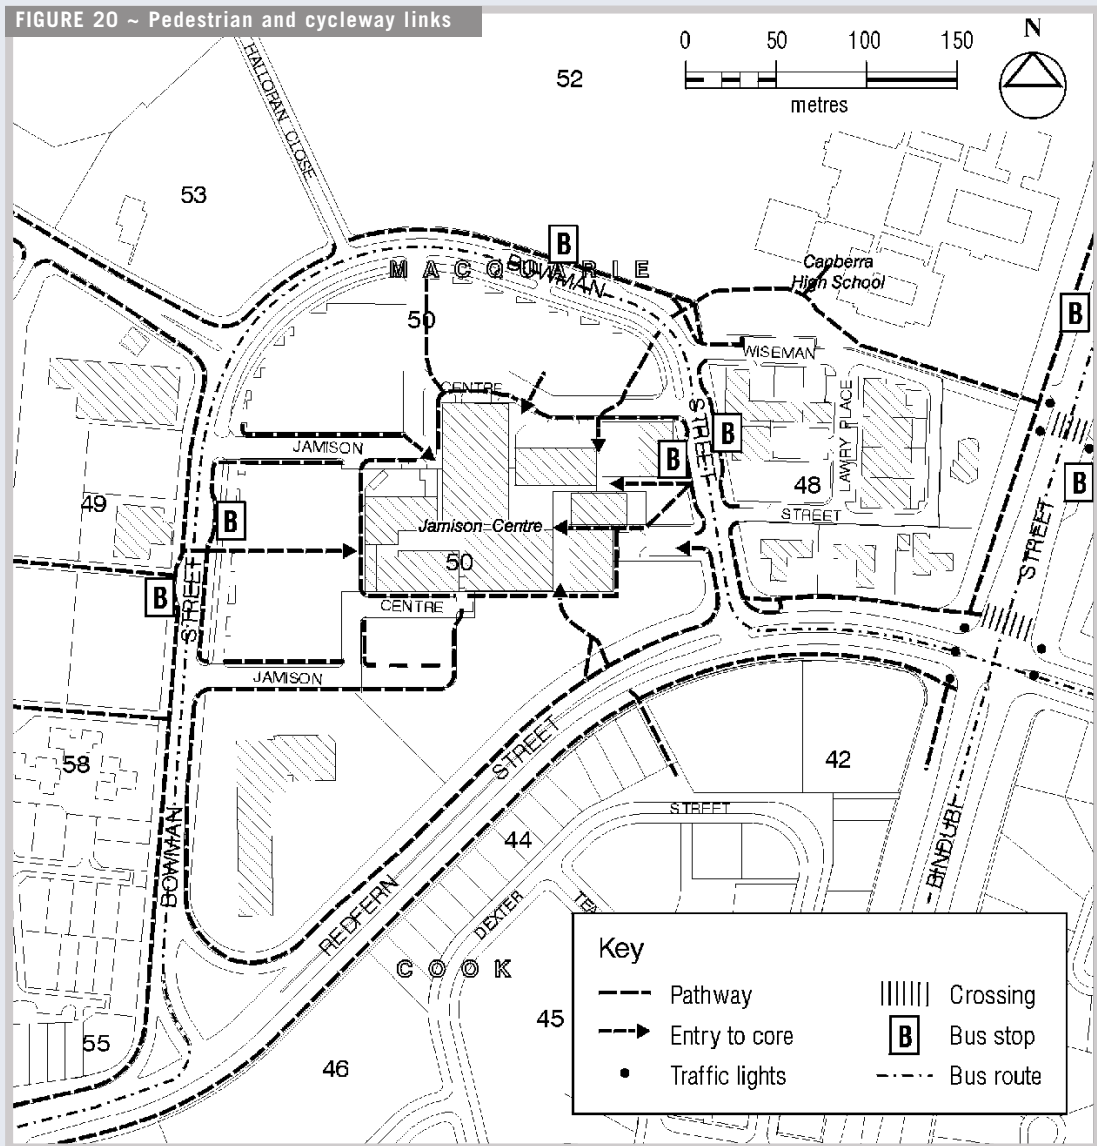 FIGURE 20 ~ Pedestrian and cycleway links
0 50 100 150
metres
N
52
HALLORAN CLOSE
53
B
Canberra
High School
MACQUARIE
BOWMAN
50
B
WISEMAN
CENTRE
STREET
LAWRY PLACE
B
JAMISON
B
B
49
48
B
STREET
Jamison Centre
STREET
50
B
STREET
CENTRE
JAMISON
STREET
42
58
STREET
BOWMAN
44
BINDUBI
REDFERN
DEXTER
COOK
45
55
46
Key
Pathway
Crossing
Entry to core
B
Bus stop
Traffic lights
Bus route